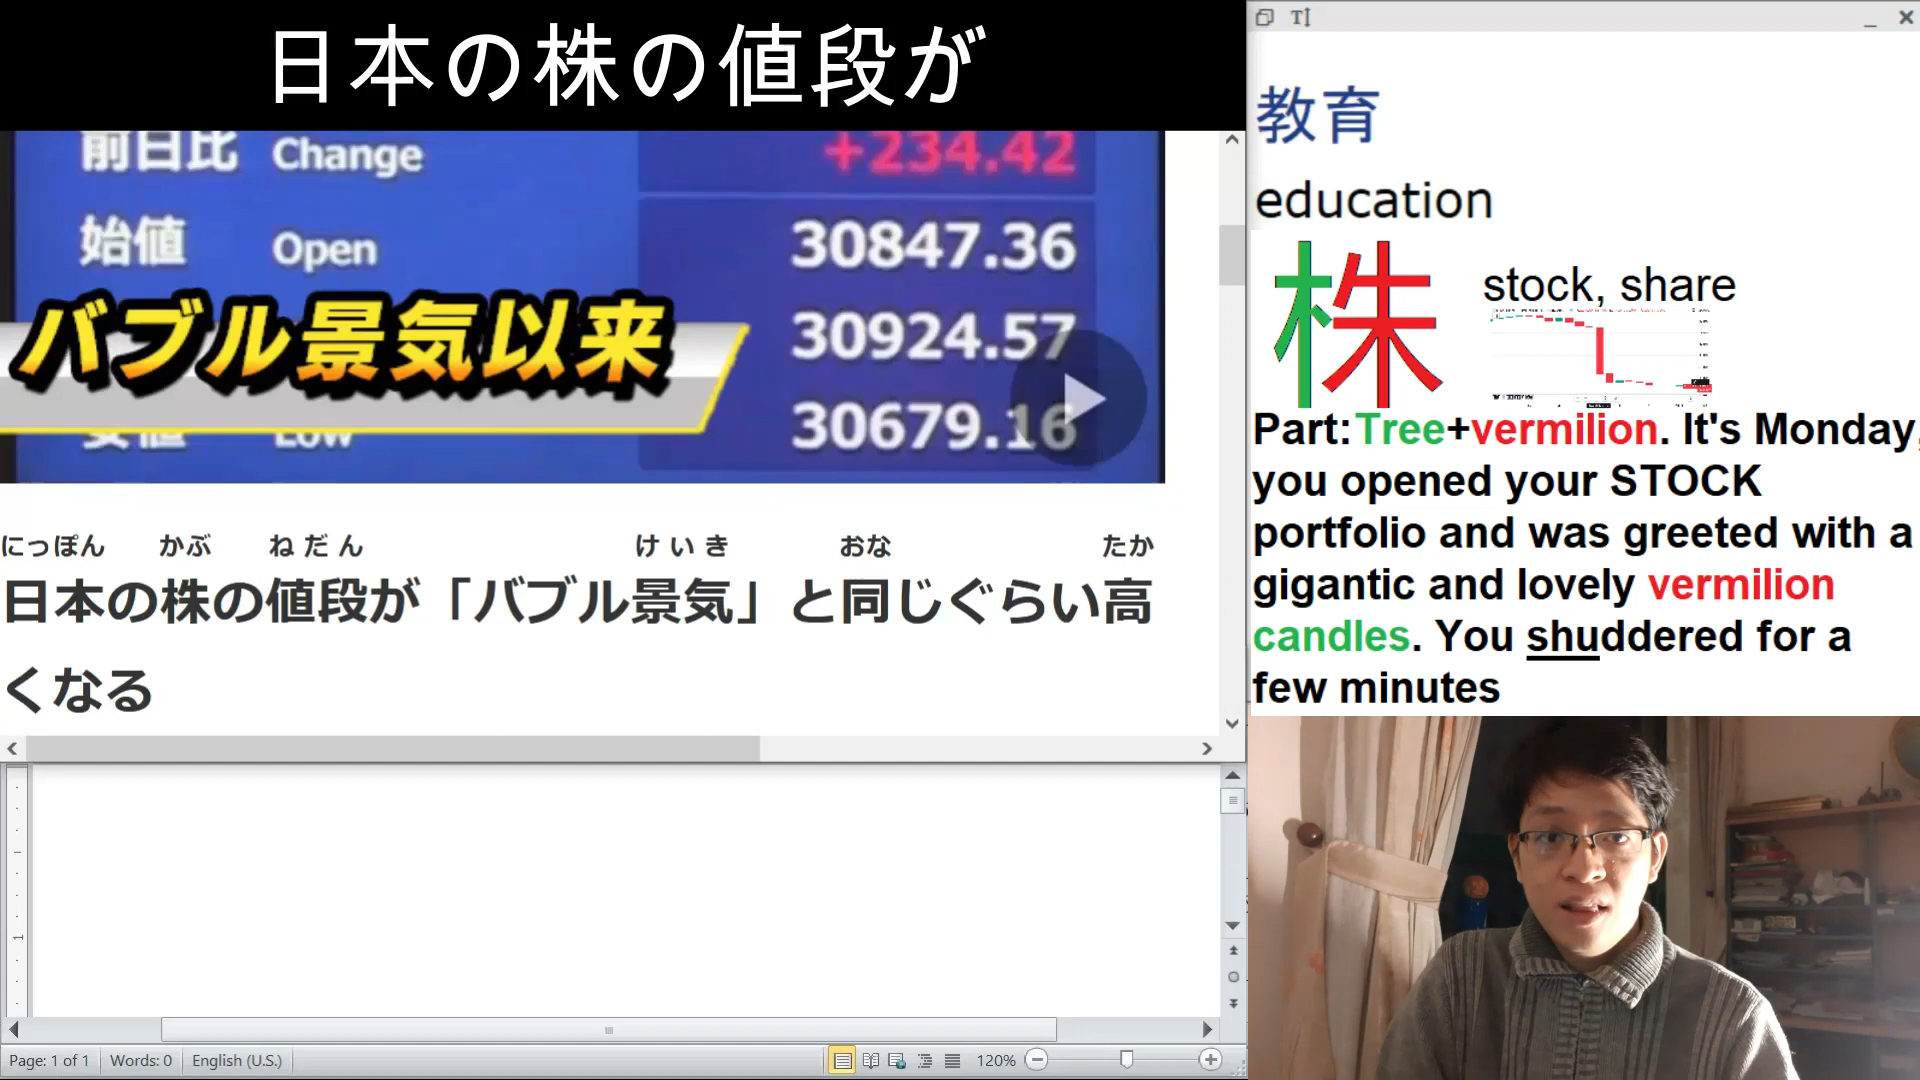 日本の株の値段が
前日比 Change +234.42
始値 Open 30847.36
バブル景気以来 30924.57
安値 Low 30679.16
にっぽん かぶ ねだん けいき おな たか
日本の株の値段が「バブル景気」と同じぐらい高
くなる
教育
education
株 stock, share
Part:Tree+vermilion. It's Monday,
you opened your STOCK
portfolio and was greeted with a
gigantic and lovely vermilion
candles. You shuddered for a
few minutes
Page: 1 of 1 Words: 0 English (U.S.) 120%